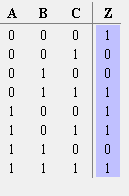 A B C Z
0 0 0 1
0 0 1 0
0 1 0 0
0 1 1 1
1 0 0 1
1 0 1 1
1 1 0 0
1 1 1 1